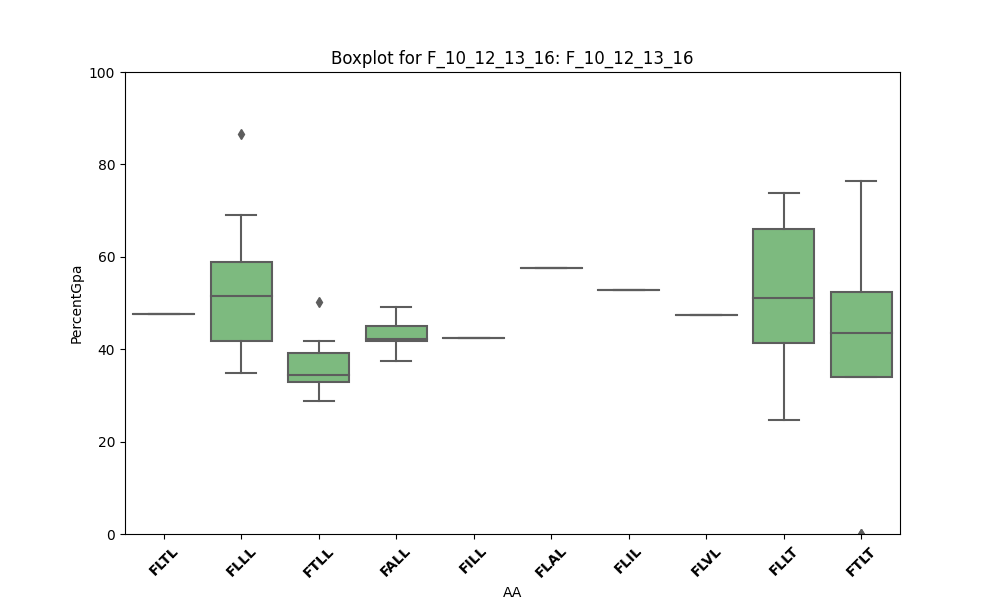 Boxplot for F_10_12_13_16: F_10_12_13_16
PercentGpa
100
80
60
40
20
0
FLTL
FLLL
FTLL
FALL
FILL
FLAL
FLIL
FLVL
FLLT
FTLT
AA